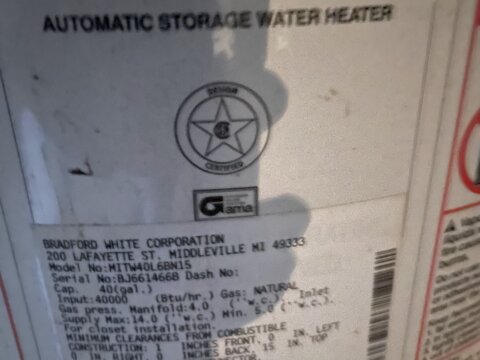 AUTOMATIC STORAGE WATER HEATER
DESIGN
CERTIFIED
Gama
BRADFORD WHITE CORPORATION
200 LAFAYETTE ST. MIDDLEVILLE MI 49333
Model No:MITW40L6BN15
Serial No:BJ6614668 Dash No:
Cap. 40(gal.)
Input:40000 (Btu/hr.) Gas: NATURAL
Gas press. Manifold:4.0 (''w.c.). Inlet
Supply Max:14.0 (''w.c.) Min. 5.0 (''w.c.).
For closet installation.
MINIMUM CLEARANCES FROM COMBUSTIBLE
CONSTRUCTION: 1 INCHES FRONT, 0 IN. LEFT
0 IN. RIGHT, 0 INCHES BACK, 15 IN. TOP